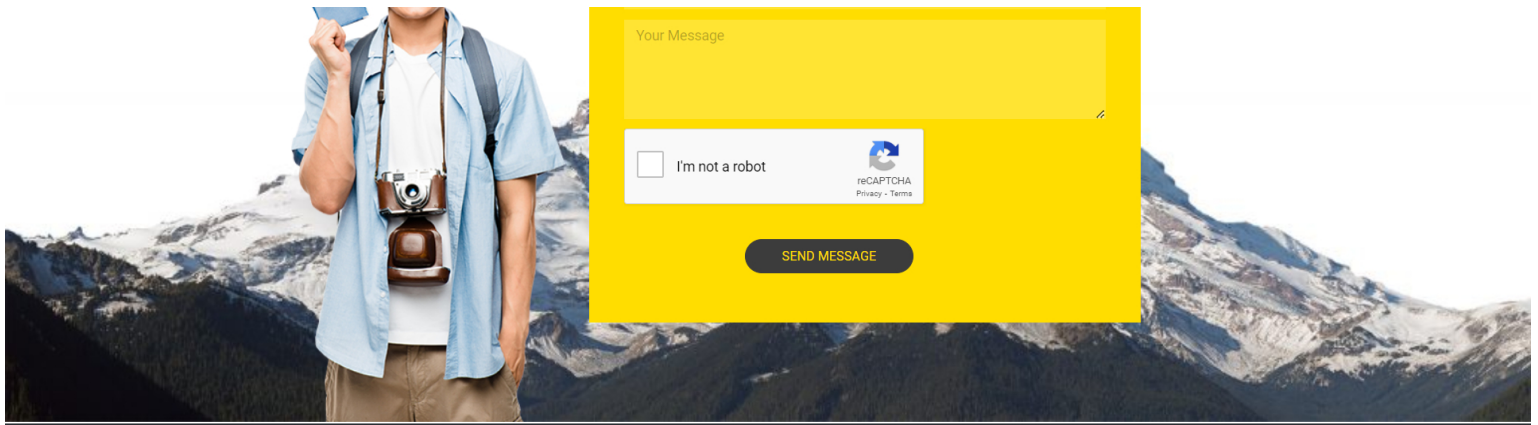 Your Message
I'm not a robot
reCAPTCHA
Privacy - Terms
SEND MESSAGE